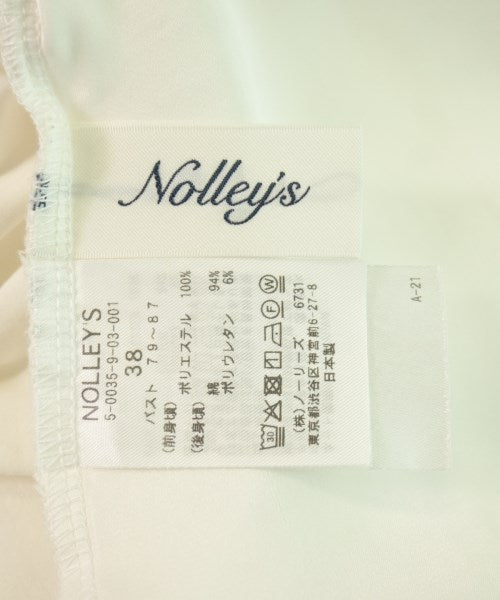 Nolley's
NOLLEY'S
5-0035-9-03-001
38
バスト 79～87
(前身頃) ポリエステル 100%
(後身頃) 綿 94%
ポリウレタン 6%
30
W
(株)ノーリーズ 6731
東京都渋谷区神宮前6-27-8
日本製
A-21